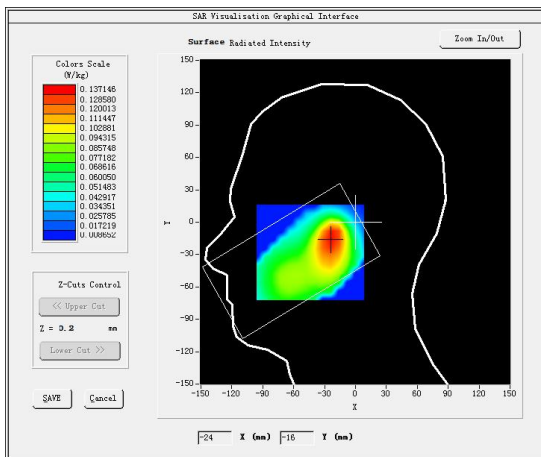 SAR Visualisation Graphical Interface
Surface Radiated Intensity
Zoom In/Out
Colors Scale
(W/kg)
0.137146
0.128580
0.120013
0.111447
0.102881
0.094315
0.085748
0.077182
0.068616
0.060050
0.051483
0.042917
0.034351
0.025785
0.017219
0.008652
Z-Cuts Control
<< Upper Cut
Z = 0.2 mm
Lower Cut >>
SAVE
Cancel
150
120
90
60
30
0
-30
-60
-90
-120
-150
Y
-150 -120 -90 -60 -30 0 30 60 90 120 150
X
-24 X (mm) -16 Y (mm)